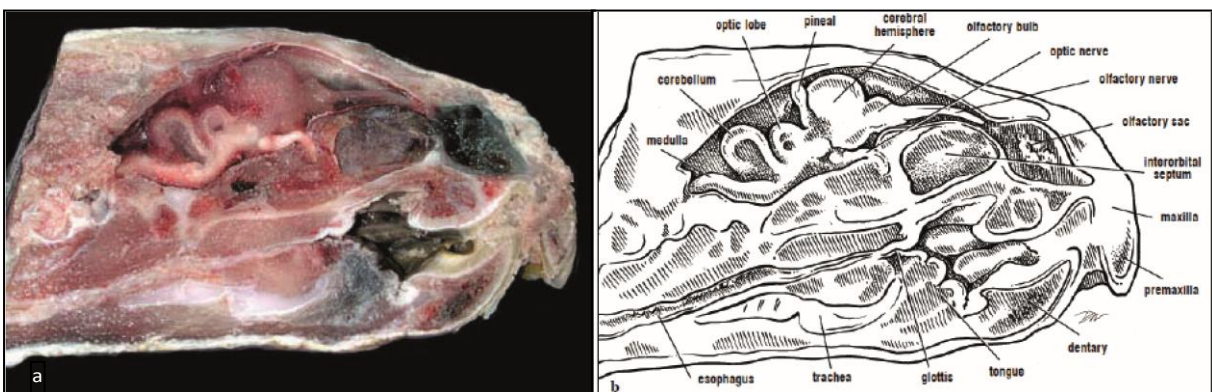 a
optic lobe
pineal
cerebral
hemisphere
olfactory bulb
optic nerve
olfactory nerve
cerebellum
olfactory sac
medulla
interorbital
septum
maxilla
premaxilla
dentary
tongue
glottis
trachea
esophagus
b